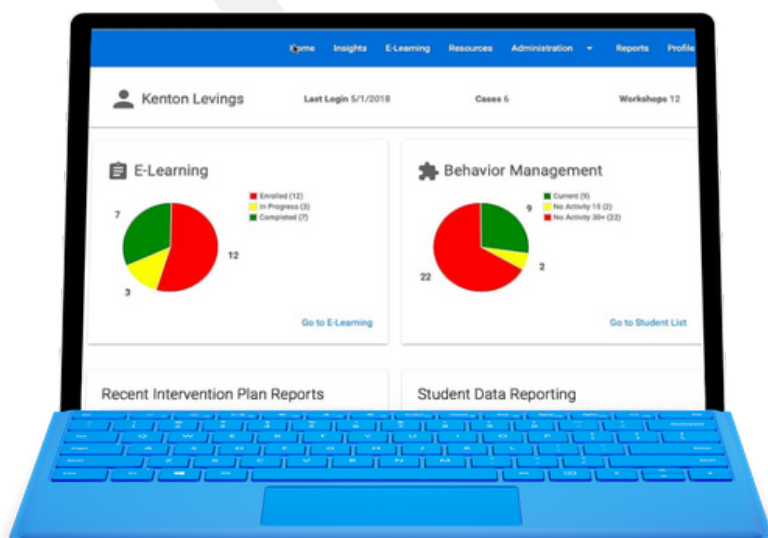 Home Insights E-Learning Resources Administration Reports Profile
Kenton Levings Last Login 5/1/2018 Cases 6 Workshops 12
E-Learning
Enrolled (12)
In Progress (3)
Completed (7)
7
12
3
Go to E-Learning
Behavior Management
Current (9)
No Activity 15 (2)
No Activity 30+ (22)
9
2
22
Go to Student List
Recent Intervention Plan Reports
Student Data Reporting
Q W E R T Y U I O P
A S D F G H J K L
Z X C V B N M